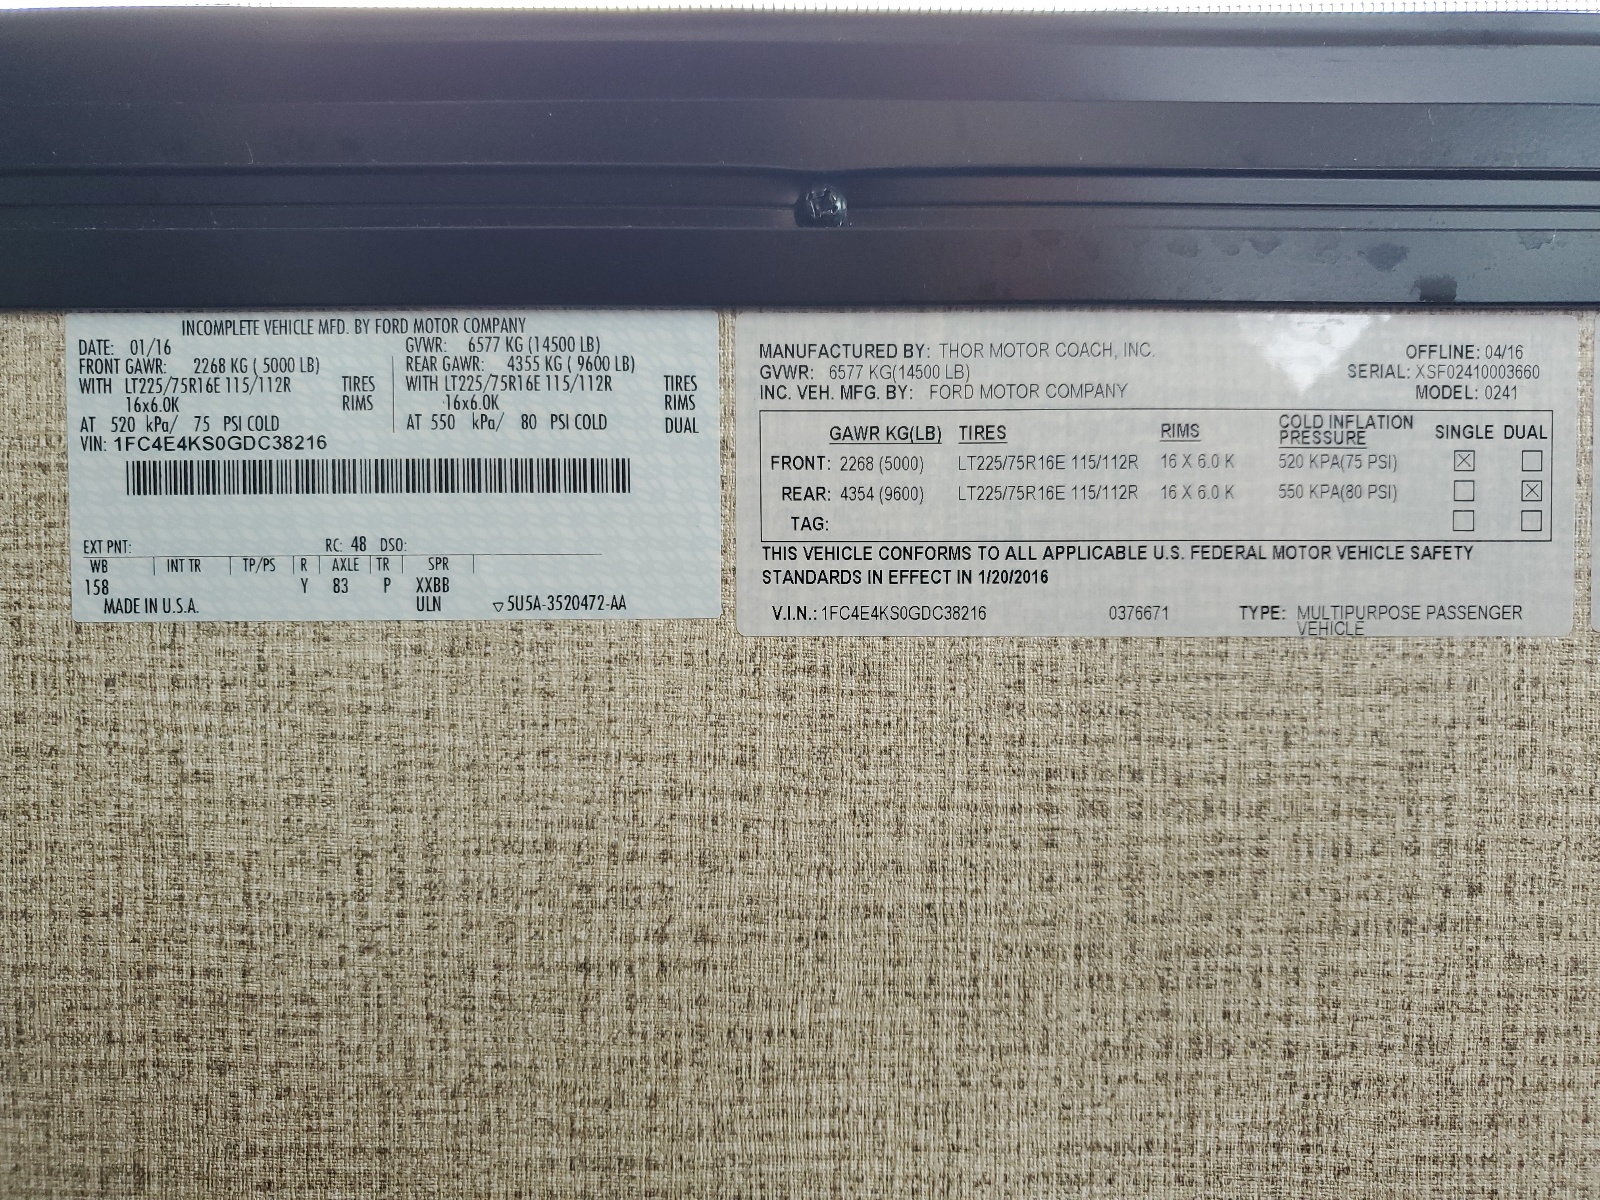 INCOMPLETE VEHICLE MFD. BY FORD MOTOR COMPANY
DATE: 01/16 GVWR: 6577 KG (14500 LB)
FRONT GAWR: 2268 KG ( 5000 LB) REAR GAWR: 4355 KG ( 9600 LB)
WITH LT225/75R16E 115/112R TIRES WITH LT225/75R16E 115/112R TIRES
16x6.0K RIMS 16x6.0K RIMS
AT 520 kPa/ 75 PSI COLD AT 550 kPa/ 80 PSI COLD DUAL
VIN: 1FC4E4KS0GDC38216
EXT PNT: RC: 48 DSO:
WB INT TR TP/PS R AXLE TR SPR
158 Y 83 P XXBB
MADE IN U.S.A. ULN ▽5U5A-3520472-AA
MANUFACTURED BY: THOR MOTOR COACH, INC. OFFLINE: 04/16
GVWR: 6577 KG(14500 LB) SERIAL: XSF02410003660
INC. VEH. MFG. BY: FORD MOTOR COMPANY MODEL: 0241
GAWR KG(LB) TIRES RIMS COLD INFLATION PRESSURE SINGLE DUAL
FRONT: 2268 (5000) LT225/75R16E 115/112R 16 X 6.0 K 520 KPA(75 PSI) ☒ ☐
REAR: 4354 (9600) LT225/75R16E 115/112R 16 X 6.0 K 550 KPA(80 PSI) ☐ ☒
TAG: ☐ ☐
THIS VEHICLE CONFORMS TO ALL APPLICABLE U.S. FEDERAL MOTOR VEHICLE SAFETY
STANDARDS IN EFFECT IN 1/20/2016
V.I.N.: 1FC4E4KS0GDC38216 0376671 TYPE: MULTIPURPOSE PASSENGER
VEHICLE